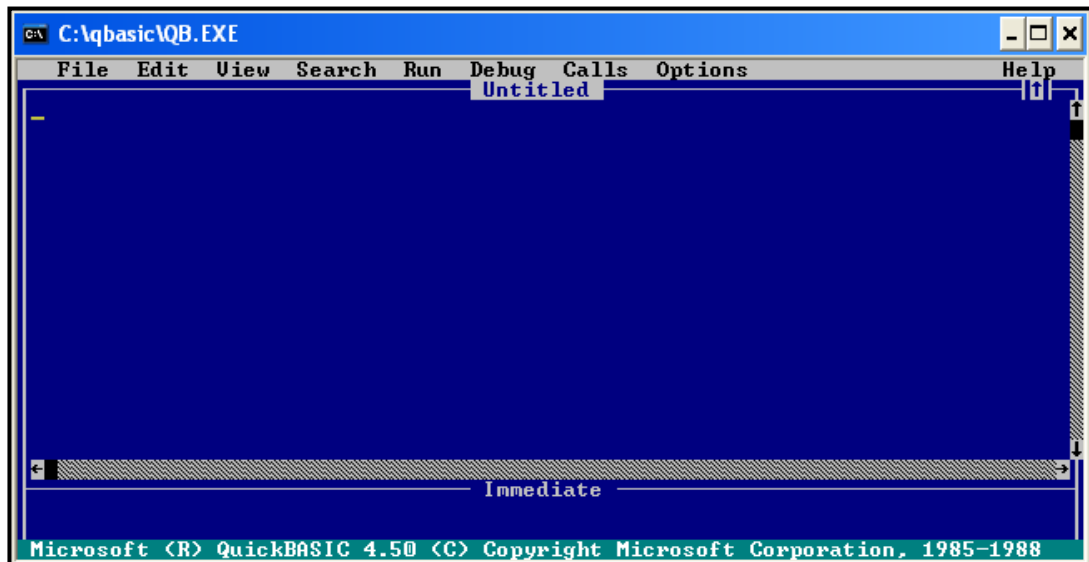 C:\qbasic\QB.EXE
File Edit View Search Run Debug Calls Options Help
Untitled
Immediate
Microsoft (R) QuickBASIC 4.50 (C) Copyright Microsoft Corporation, 1985-1988